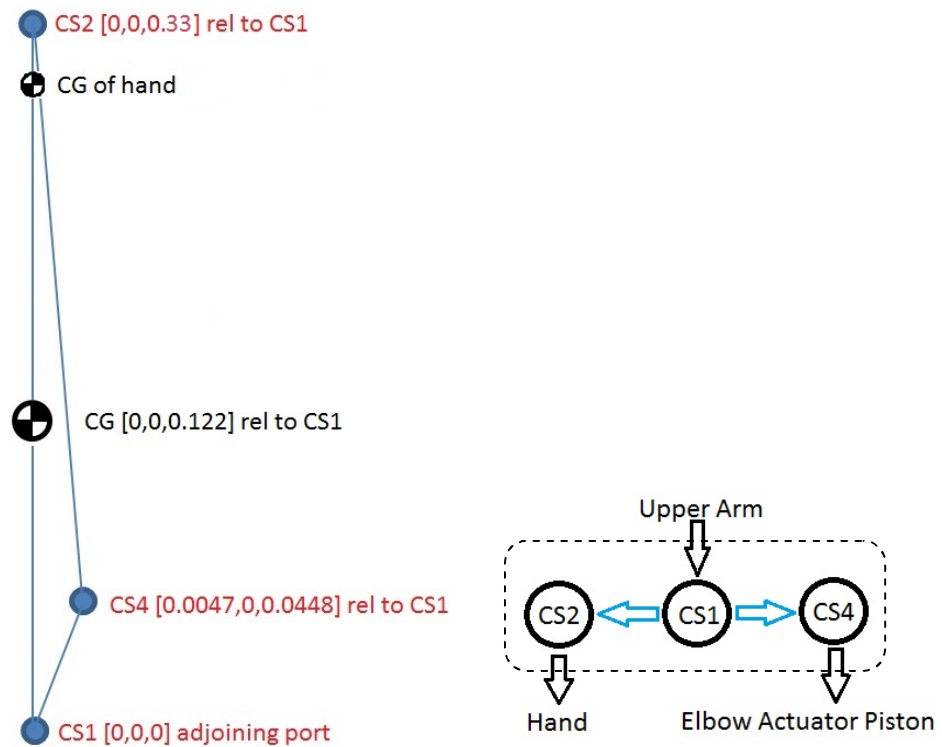 CS2 [0,0,0.33] rel to CS1
CG of hand
CG [0,0,0.122] rel to CS1
CS4 [0.0047,0,0.0448] rel to CS1
CS1 [0,0,0] adjoining port
Upper Arm
CS2
CS1
CS4
Hand
Elbow Actuator Piston